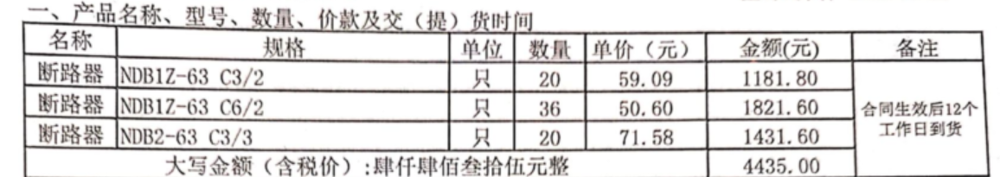 一、产品名称、型号、数量、价款及交（提）货时间
名称 规格 单位 数量 单价（元） 金额(元) 备注
断路器 NDB1Z-63 C3/2 只 20 59.09 1181.80
断路器 NDB1Z-63 C6/2 只 36 50.60 1821.60
断路器 NDB2-63 C3/3 只 20 71.58 1431.60
合同生效后12个
工作日到货
大写金额（含税价）:肆仟肆佰叁拾伍元整 4435.00